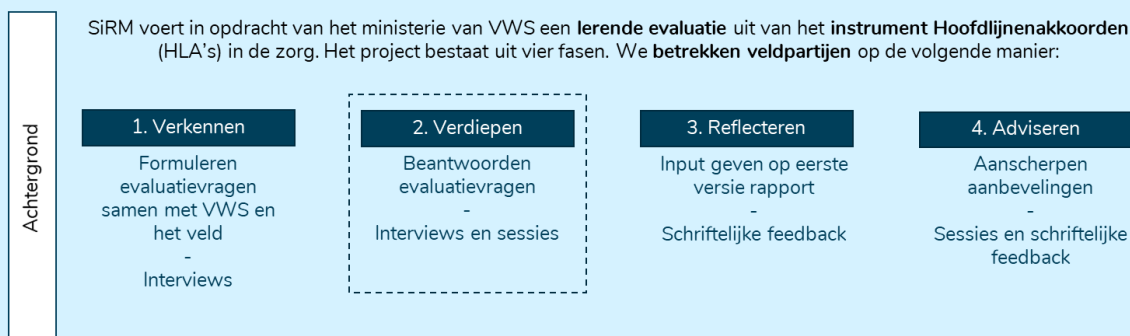 SiRM voert in opdracht van het ministerie van VWS een lerende evaluatie uit van het instrument Hoofdlijnenakkoorden
(HLA's) in de zorg. Het project bestaat uit vier fasen. We betrekken veldpartijen op de volgende manier:
Achtergrond
1. Verkennen
Formuleren
evaluatievragen
samen met VWS en
het veld
-
Interviews
2. Verdiepen
Beantwoorden
evaluatievragen
-
Interviews en sessies
3. Reflecteren
Input geven op eerste
versie rapport
-
Schriftelijke feedback
4. Adviseren
Aanscherpen
aanbevelingen
-
Sessies en schriftelijke
feedback